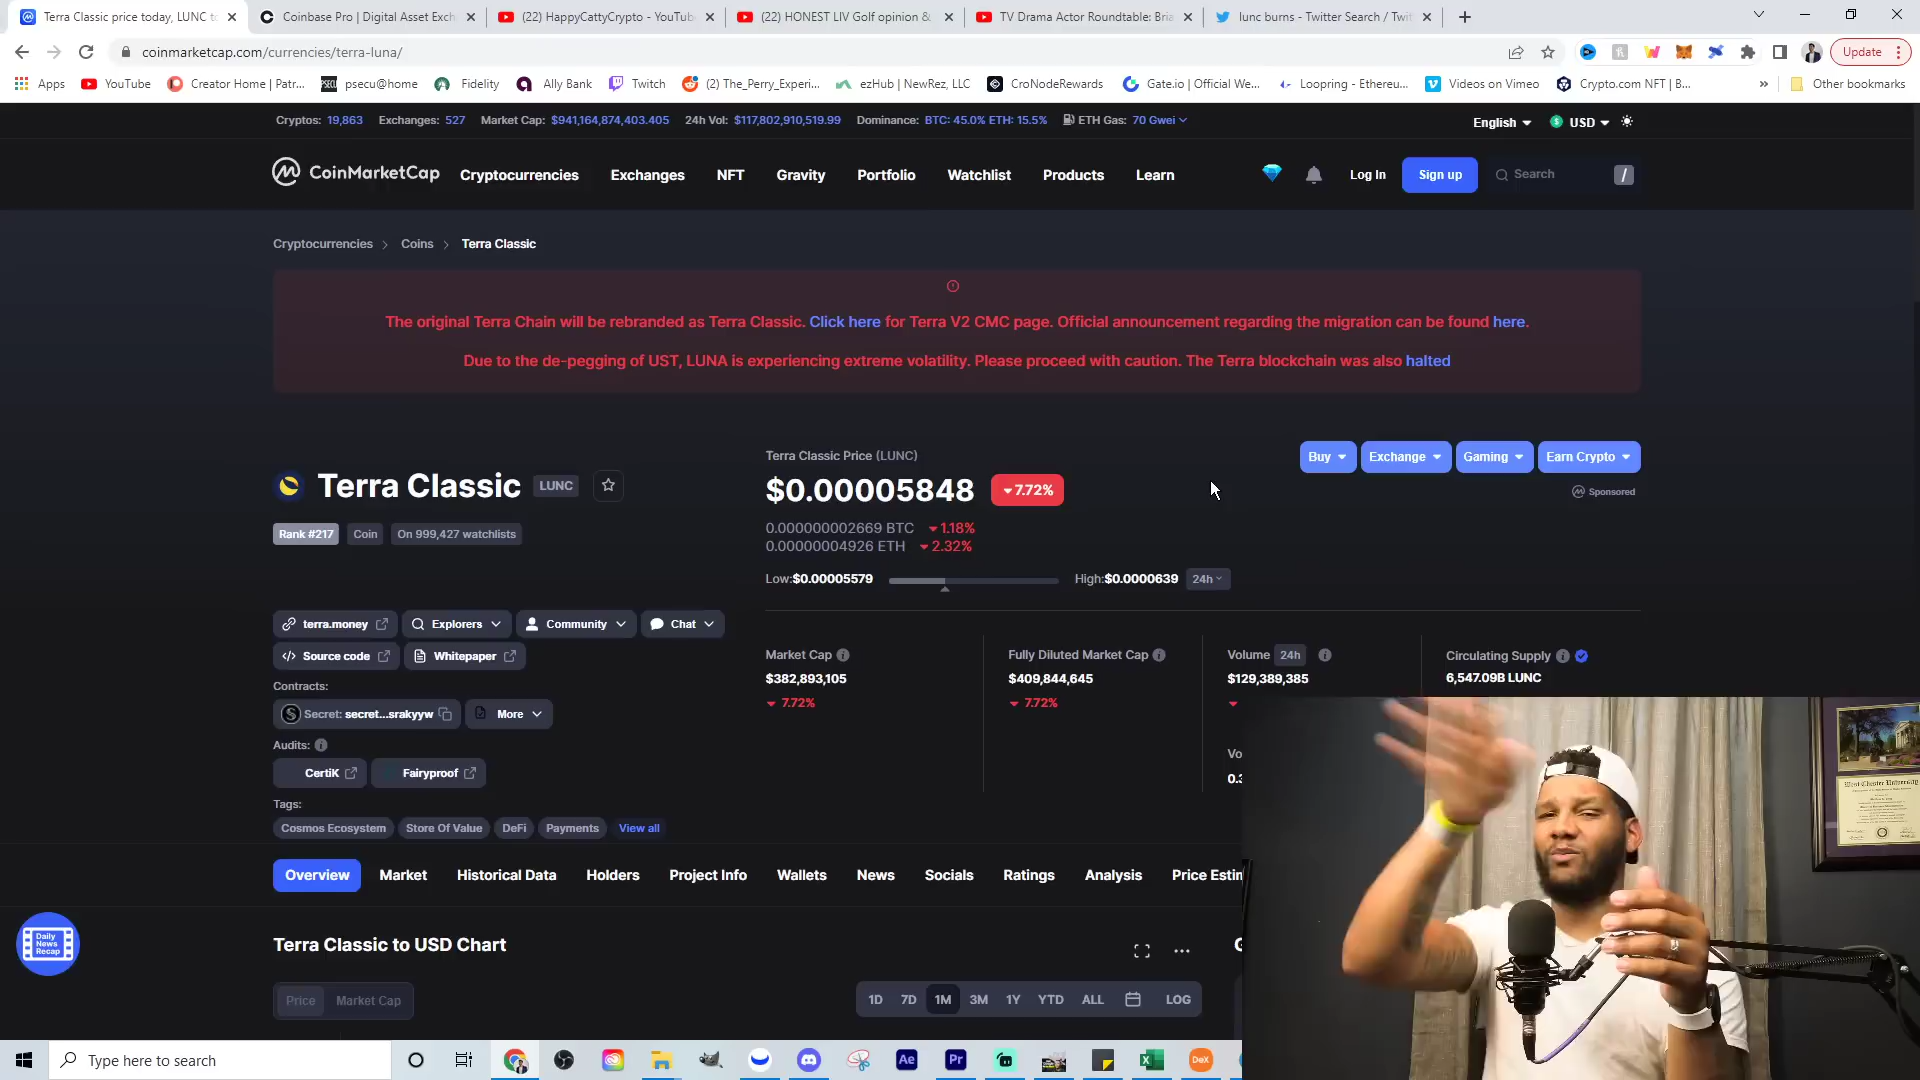 Terra Classic price today, LUNC to
Coinbase Pro | Digital Asset Exch
(22) HappyCattyCrypto - YouTub
(22) HONEST LIV Golf opinion &
TV Drama Actor Roundtable: Bria
lunc burns - Twitter Search / Twit
coinmarketcap.com/currencies/terra-luna/
Update
Apps
YouTube
Creator Home | Patr...
psecu@home
Fidelity
Ally Bank
Twitch
(2) The_Perry_Experi...
ezHub | NewRez, LLC
CroNodeRewards
Gate.io | Official We...
Loopring - Ethereu...
Videos on Vimeo
Crypto.com NFT | B...
»
Other bookmarks
Cryptos: 19,863 Exchanges: 527 Market Cap: $941,164,874,403.405 24h Vol: $117,802,910,519.99 Dominance: BTC: 45.0% ETH: 15.5% ETH Gas: 70 Gwei
English
USD
CoinMarketCap
Cryptocurrencies
Exchanges
NFT
Gravity
Portfolio
Watchlist
Products
Learn
Log In
Sign up
Search
/
Cryptocurrencies > Coins > Terra Classic
The original Terra Chain will be rebranded as Terra Classic. Click here for Terra V2 CMC page. Official announcement regarding the migration can be found here.
Due to the de-pegging of UST, LUNA is experiencing extreme volatility. Please proceed with caution. The Terra blockchain was also halted
Terra Classic LUNC
Rank #217 Coin On 999,427 watchlists
Terra Classic Price (LUNC)
$0.00005848 7.72%
0.000000002669 BTC 1.18%
0.00000004926 ETH 2.32%
Low:$0.00005579 High:$0.0000639 24h
Buy
Exchange
Gaming
Earn Crypto
Sponsored
terra.money
Explorers
Community
Chat
Source code
Whitepaper
Contracts:
Secret: secret...srakyyw
More
Audits:
CertiK
Fairyproof
Tags:
Cosmos Ecosystem
Store Of Value
DeFi
Payments
View all
Market Cap
$382,893,105
7.72%
Fully Diluted Market Cap
$409,844,645
7.72%
Volume 24h
$129,389,385
Vo
0.3
Circulating Supply
6,547.09B LUNC
Overview
Market
Historical Data
Holders
Project Info
Wallets
News
Socials
Ratings
Analysis
Price Estim
Daily
News
Recap
Terra Classic to USD Chart
Price
Market Cap
1D
7D
1M
3M
1Y
YTD
ALL
LOG
West Chester University
Type here to search
Ae
Pr
DeX